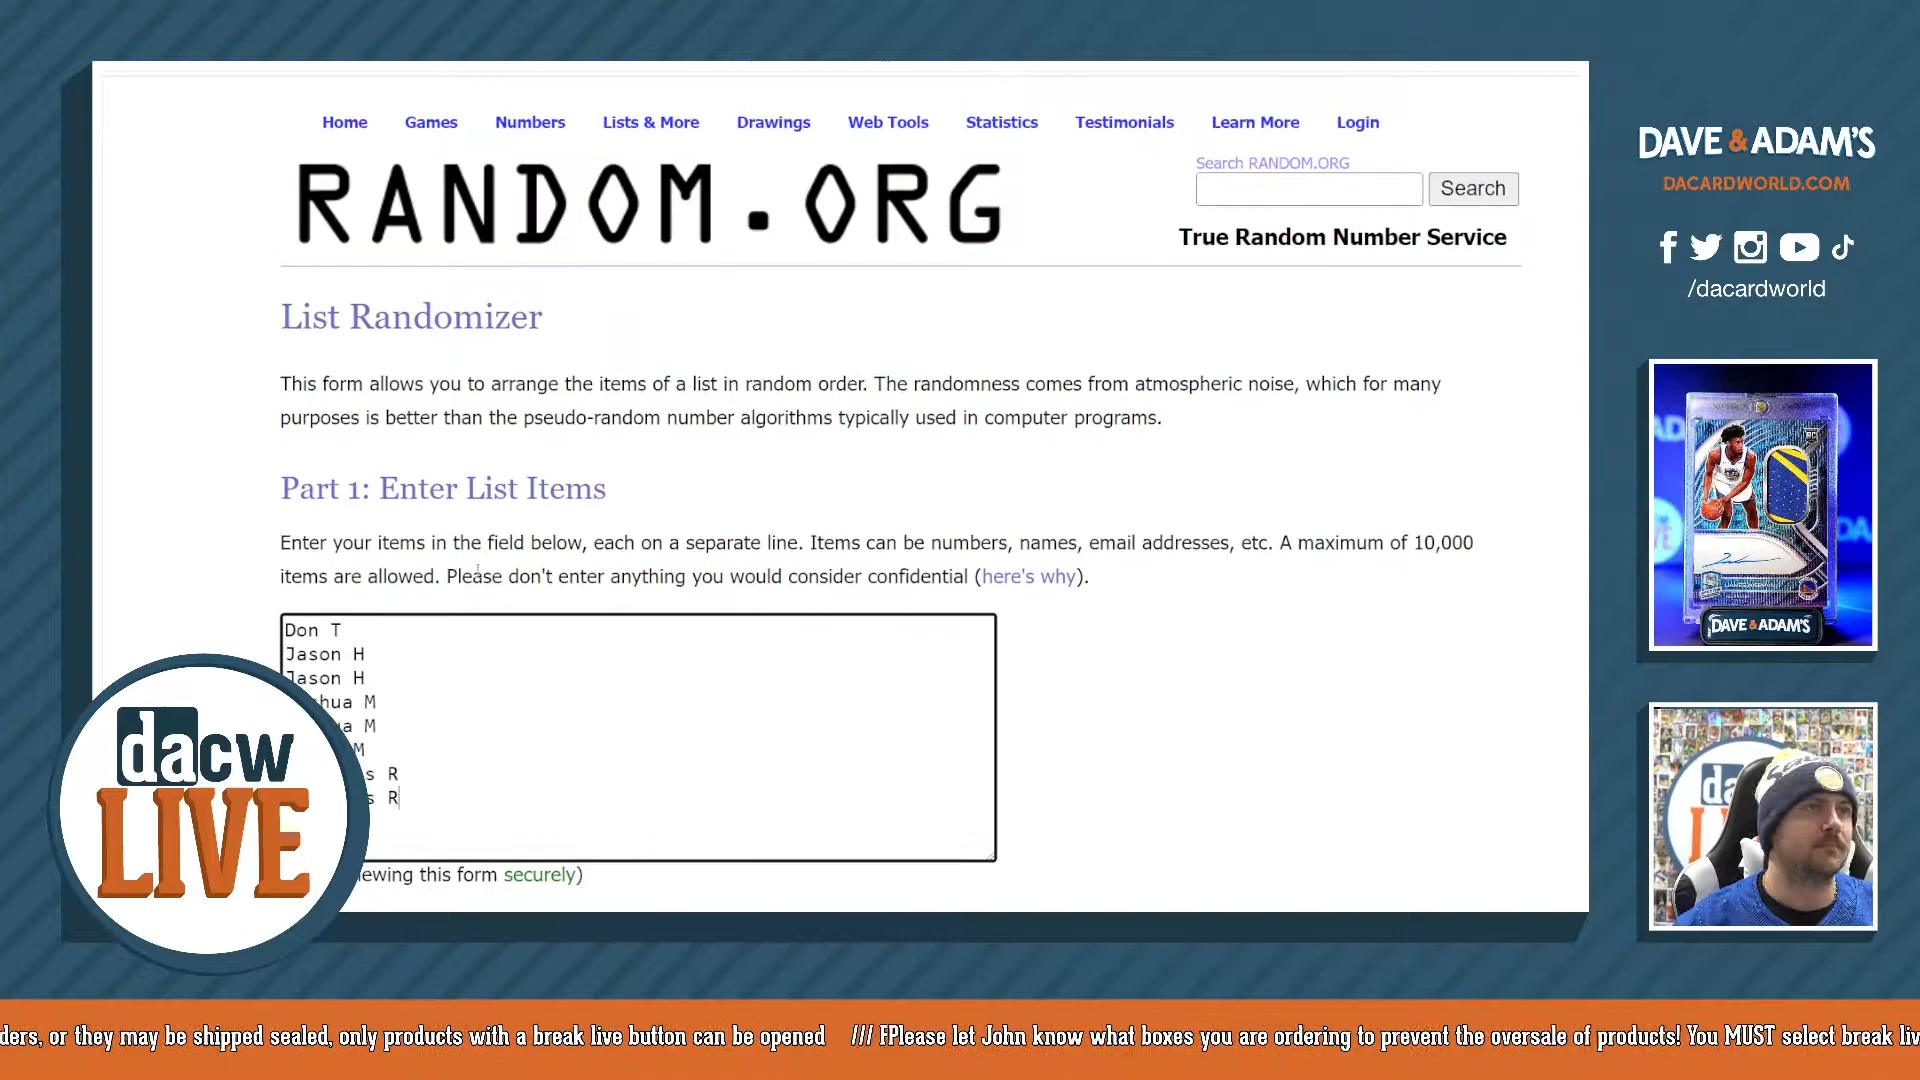 Home Games Numbers Lists & More Drawings Web Tools Statistics Testimonials Learn More Login
RANDOM.ORG
Search RANDOM.ORG
Search
True Random Number Service
List Randomizer
This form allows you to arrange the items of a list in random order. The randomness comes from atmospheric noise, which for many
purposes is better than the pseudo-random number algorithms typically used in computer programs.
Part 1: Enter List Items
Enter your items in the field below, each on a separate line. Items can be numbers, names, email addresses, etc. A maximum of 10,000
items are allowed. Please don't enter anything you would consider confidential (here's why).
Don T
Jason H
Jason H
hua M
a M
M
s R
s R
ewing this form securely)
dacw
LIVE
DAVE & ADAM'S
DACARDWORLD.COM
/dacardworld
RC
DAVE & ADAM'S
ders, or they may be shipped sealed, only products with a break live button can be opened /// FPlease let John know what boxes you are ordering to prevent the oversale of products! You MUST select break liv